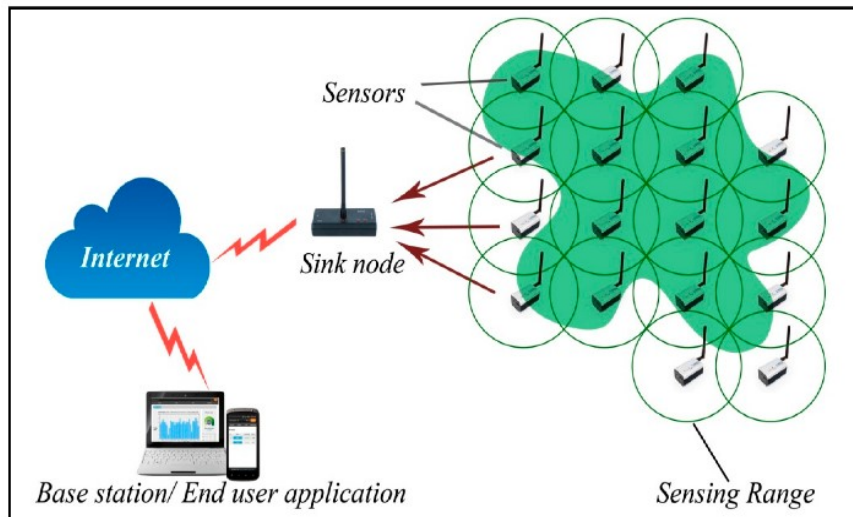 Sensors
Internet
Sink node
Base station/ End user application
Sensing Range